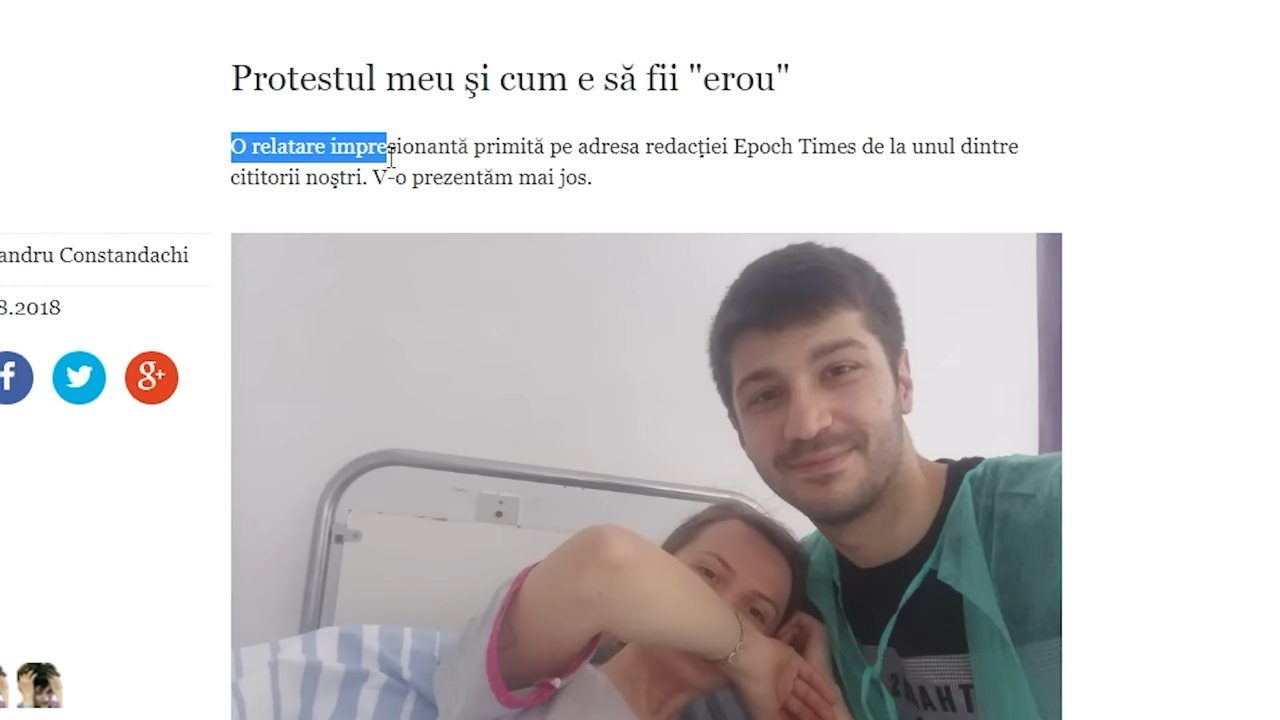 Protestul meu şi cum e să fii "erou"
O relatare impresionantă primită pe adresa redacţiei Epoch Times de la unul dintre
cititorii noştri. V-o prezentăm mai jos.
andru Constandachi
8.2018
f
g+